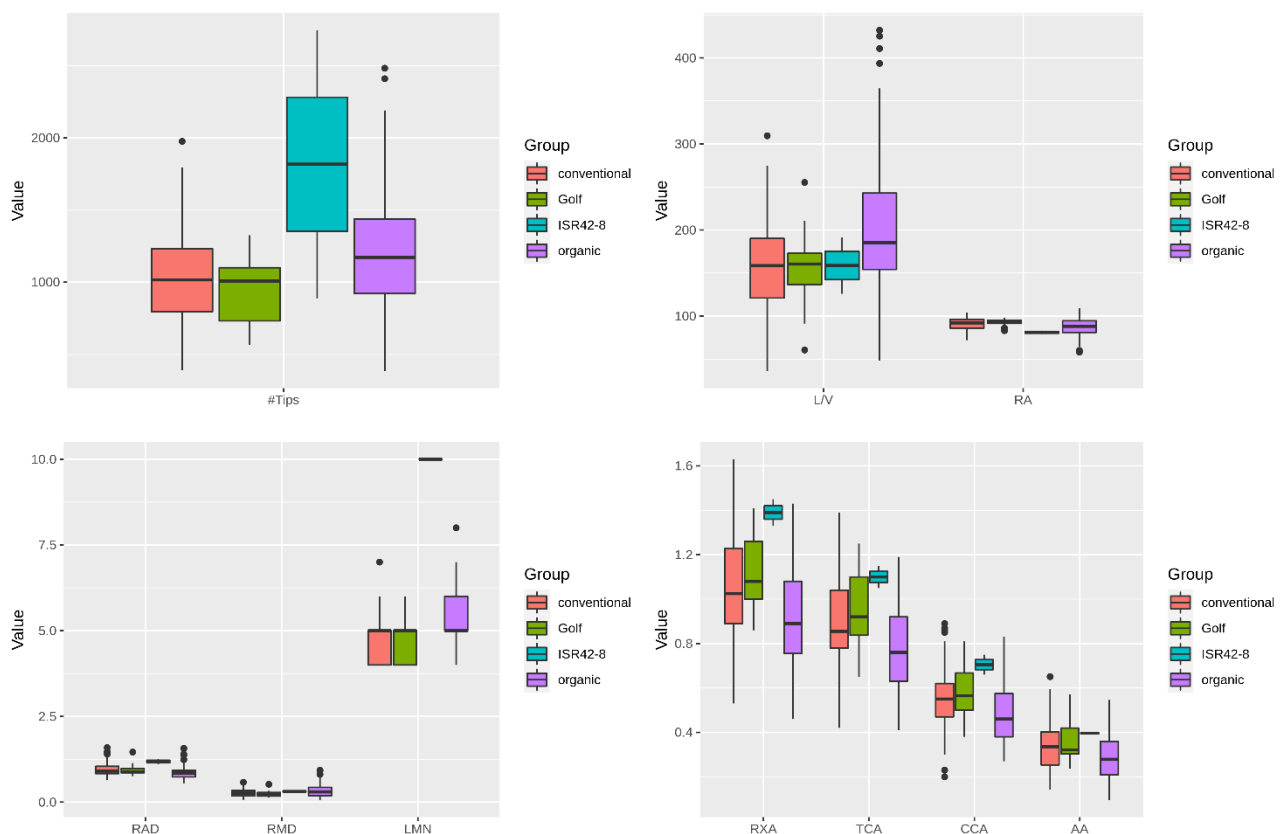 Value
2000
1000
#Tips
Group
conventional
Golf
ISR42-8
organic
Value
400
300
200
100
L/V RA
Group
conventional
Golf
ISR42-8
organic
Value
10.0
7.5
5.0
2.5
0.0
RAD RMD LMN
Group
conventional
Golf
ISR42-8
organic
Value
1.6
1.2
0.8
0.4
RXA TCA CCA AA
Group
conventional
Golf
ISR42-8
organic